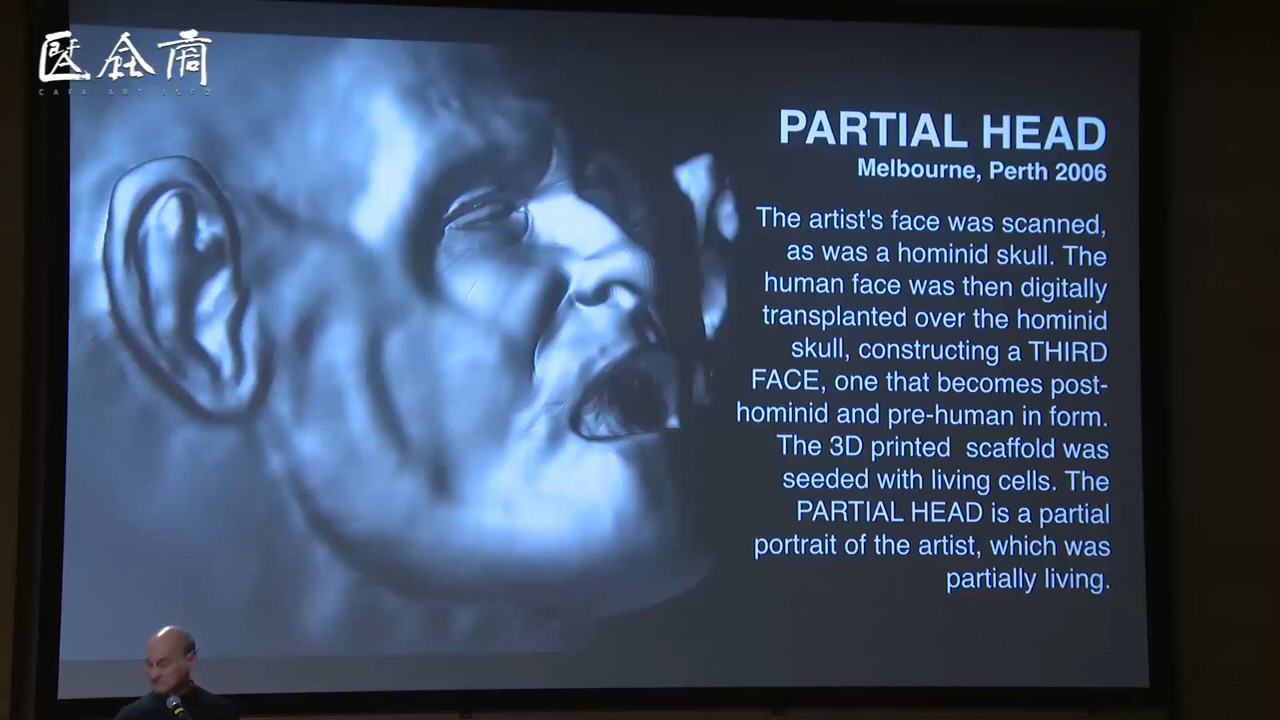 CAFA ART INFO
PARTIAL HEAD
Melbourne, Perth 2006
The artist's face was scanned,
as was a hominid skull. The
human face was then digitally
transplanted over the hominid
skull, constructing a THIRD
FACE, one that becomes post-
hominid and pre-human in form.
The 3D printed scaffold was
seeded with living cells. The
PARTIAL HEAD is a partial
portrait of the artist, which was
partially living.